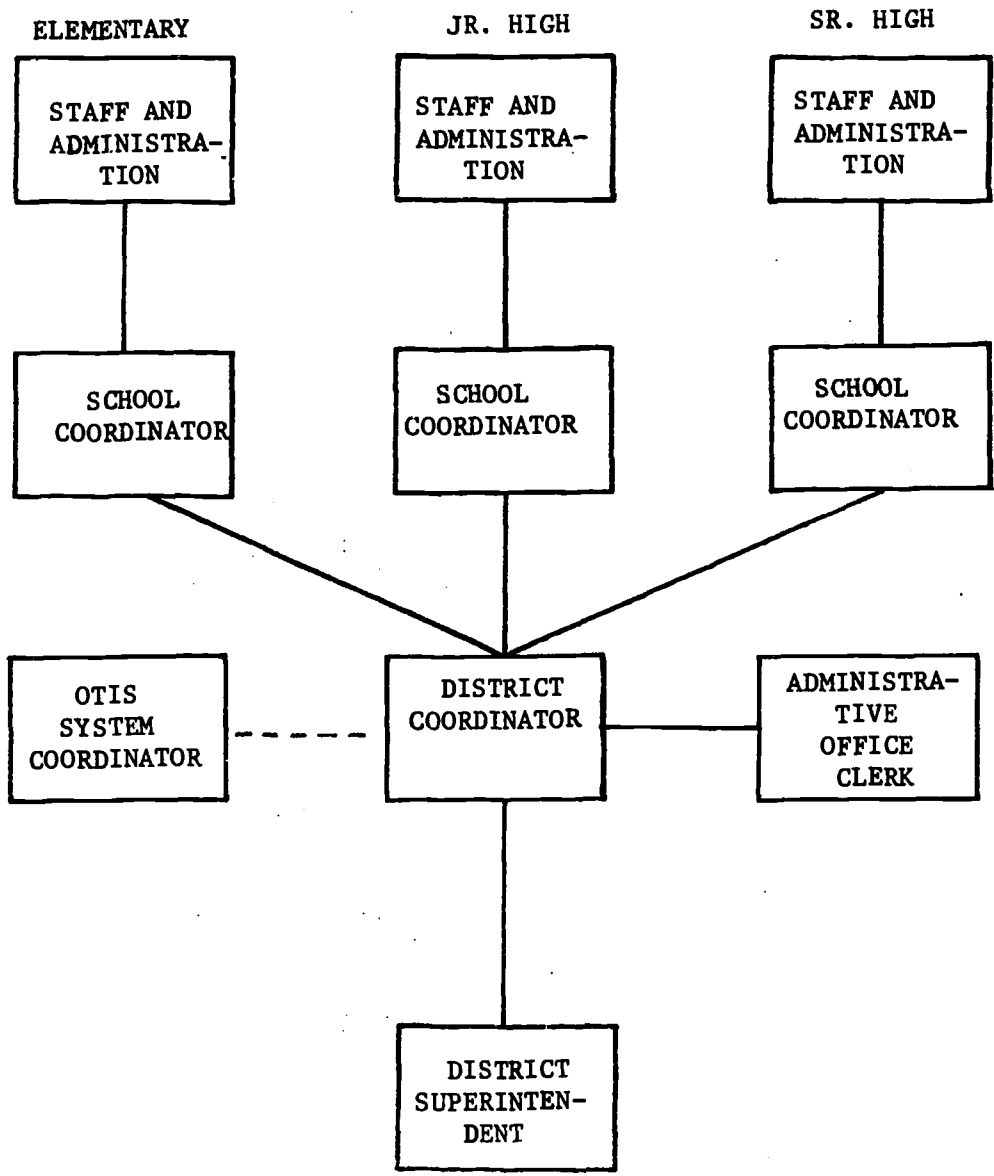 ELEMENTARY
JR. HIGH
SR. HIGH
STAFF AND
ADMINISTRA-
TION
STAFF AND
ADMINISTRA-
TION
STAFF AND
ADMINISTRA-
TION
SCHOOL
COORDINATOR
SCHOOL
COORDINATOR
SCHOOL
COORDINATOR
OTIS
SYSTEM
COORDINATOR
DISTRICT
COORDINATOR
ADMINISTRA-
TIVE
OFFICE
CLERK
DISTRICT
SUPERINTEN-
DENT